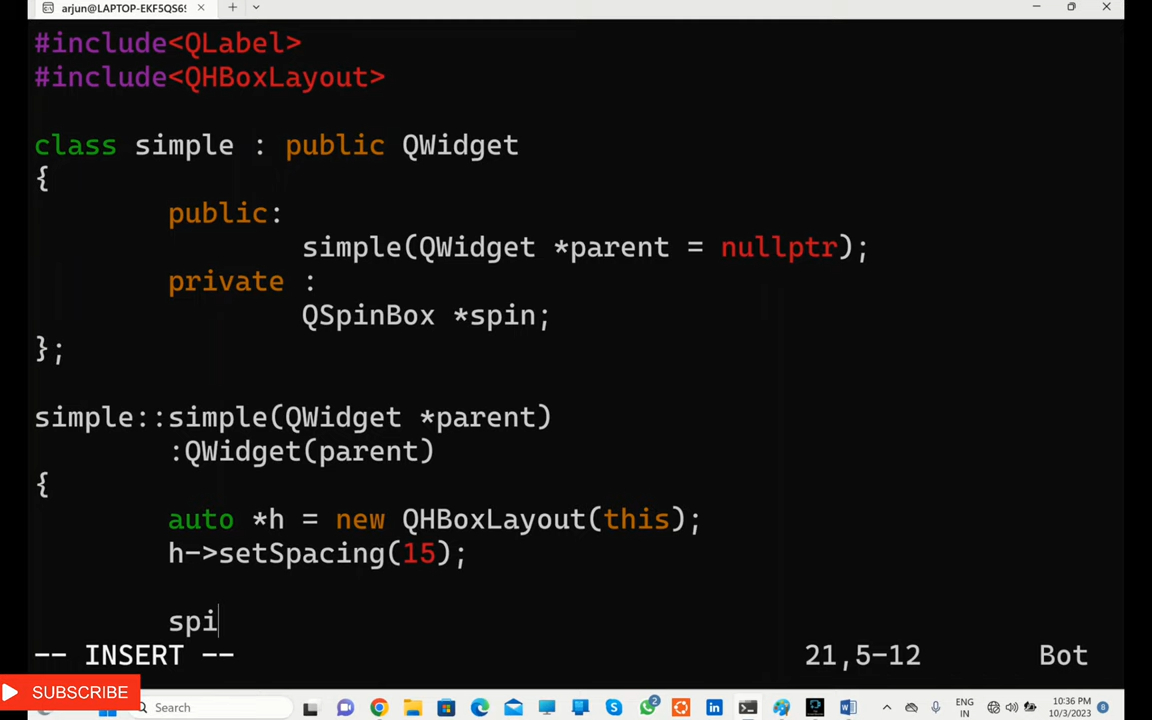 arjun@LAPTOP-EKF5QS6
#include<QLabel>
#include<QHBoxLayout>
class simple : public QWidget
{
public:
simple(QWidget *parent = nullptr);
private :
QSpinBox *spin;
};
simple::simple(QWidget *parent)
:QWidget(parent)
{
auto *h = new QHBoxLayout(this);
h->setSpacing(15);
spi
-- INSERT -- 21,5-12 Bot
SUBSCRIBE
Search
2
ENG
IN
10:36 PM
10/3/2023
8